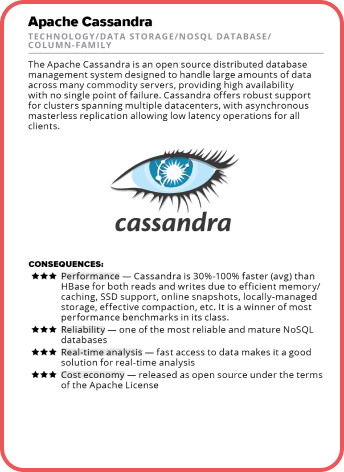 Apache Cassandra
TECHNOLOGY/DATA STORAGE/NOSQL DATABASE/
COLUMN-FAMILY
The Apache Cassandra is an open source distributed database
management system designed to handle large amounts of data
across many commodity servers, providing high availability
with no single point of failure. Cassandra offers robust support
for clusters spanning multiple datacenters, with asynchronous
masterless replication allowing low latency operations for all
clients.
cassandra
CONSEQUENCES:
★★★ Performance — Cassandra is 30%-100% faster (avg) than
HBase for both reads and writes due to efficient memory/
caching, SSD support, online snapshots, locally-managed
storage, effective compaction, etc. It is a winner of most
performance benchmarks in its class.
★★★ Reliability — one of the most reliable and mature NoSQL
databases
★★★ Real-time analysis — fast access to data makes it a good
solution for real-time analysis
★★★ Cost economy — released as open source under the terms
of the Apache License